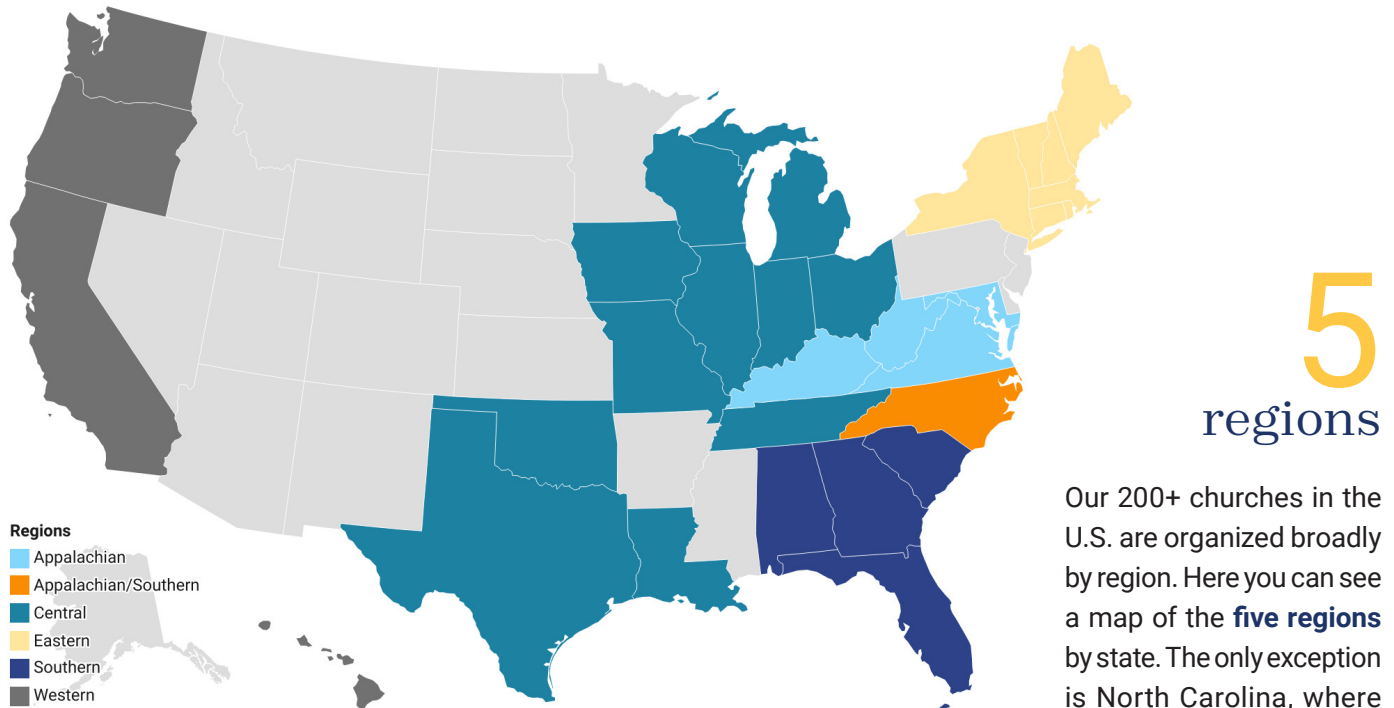 5
regions
Our 200+ churches in the
U.S. are organized broadly
by region. Here you can see
a map of the five regions
by state. The only exception
is North Carolina, where
Regions
Appalachian
Appalachian/Southern
Central
Eastern
Southern
Western